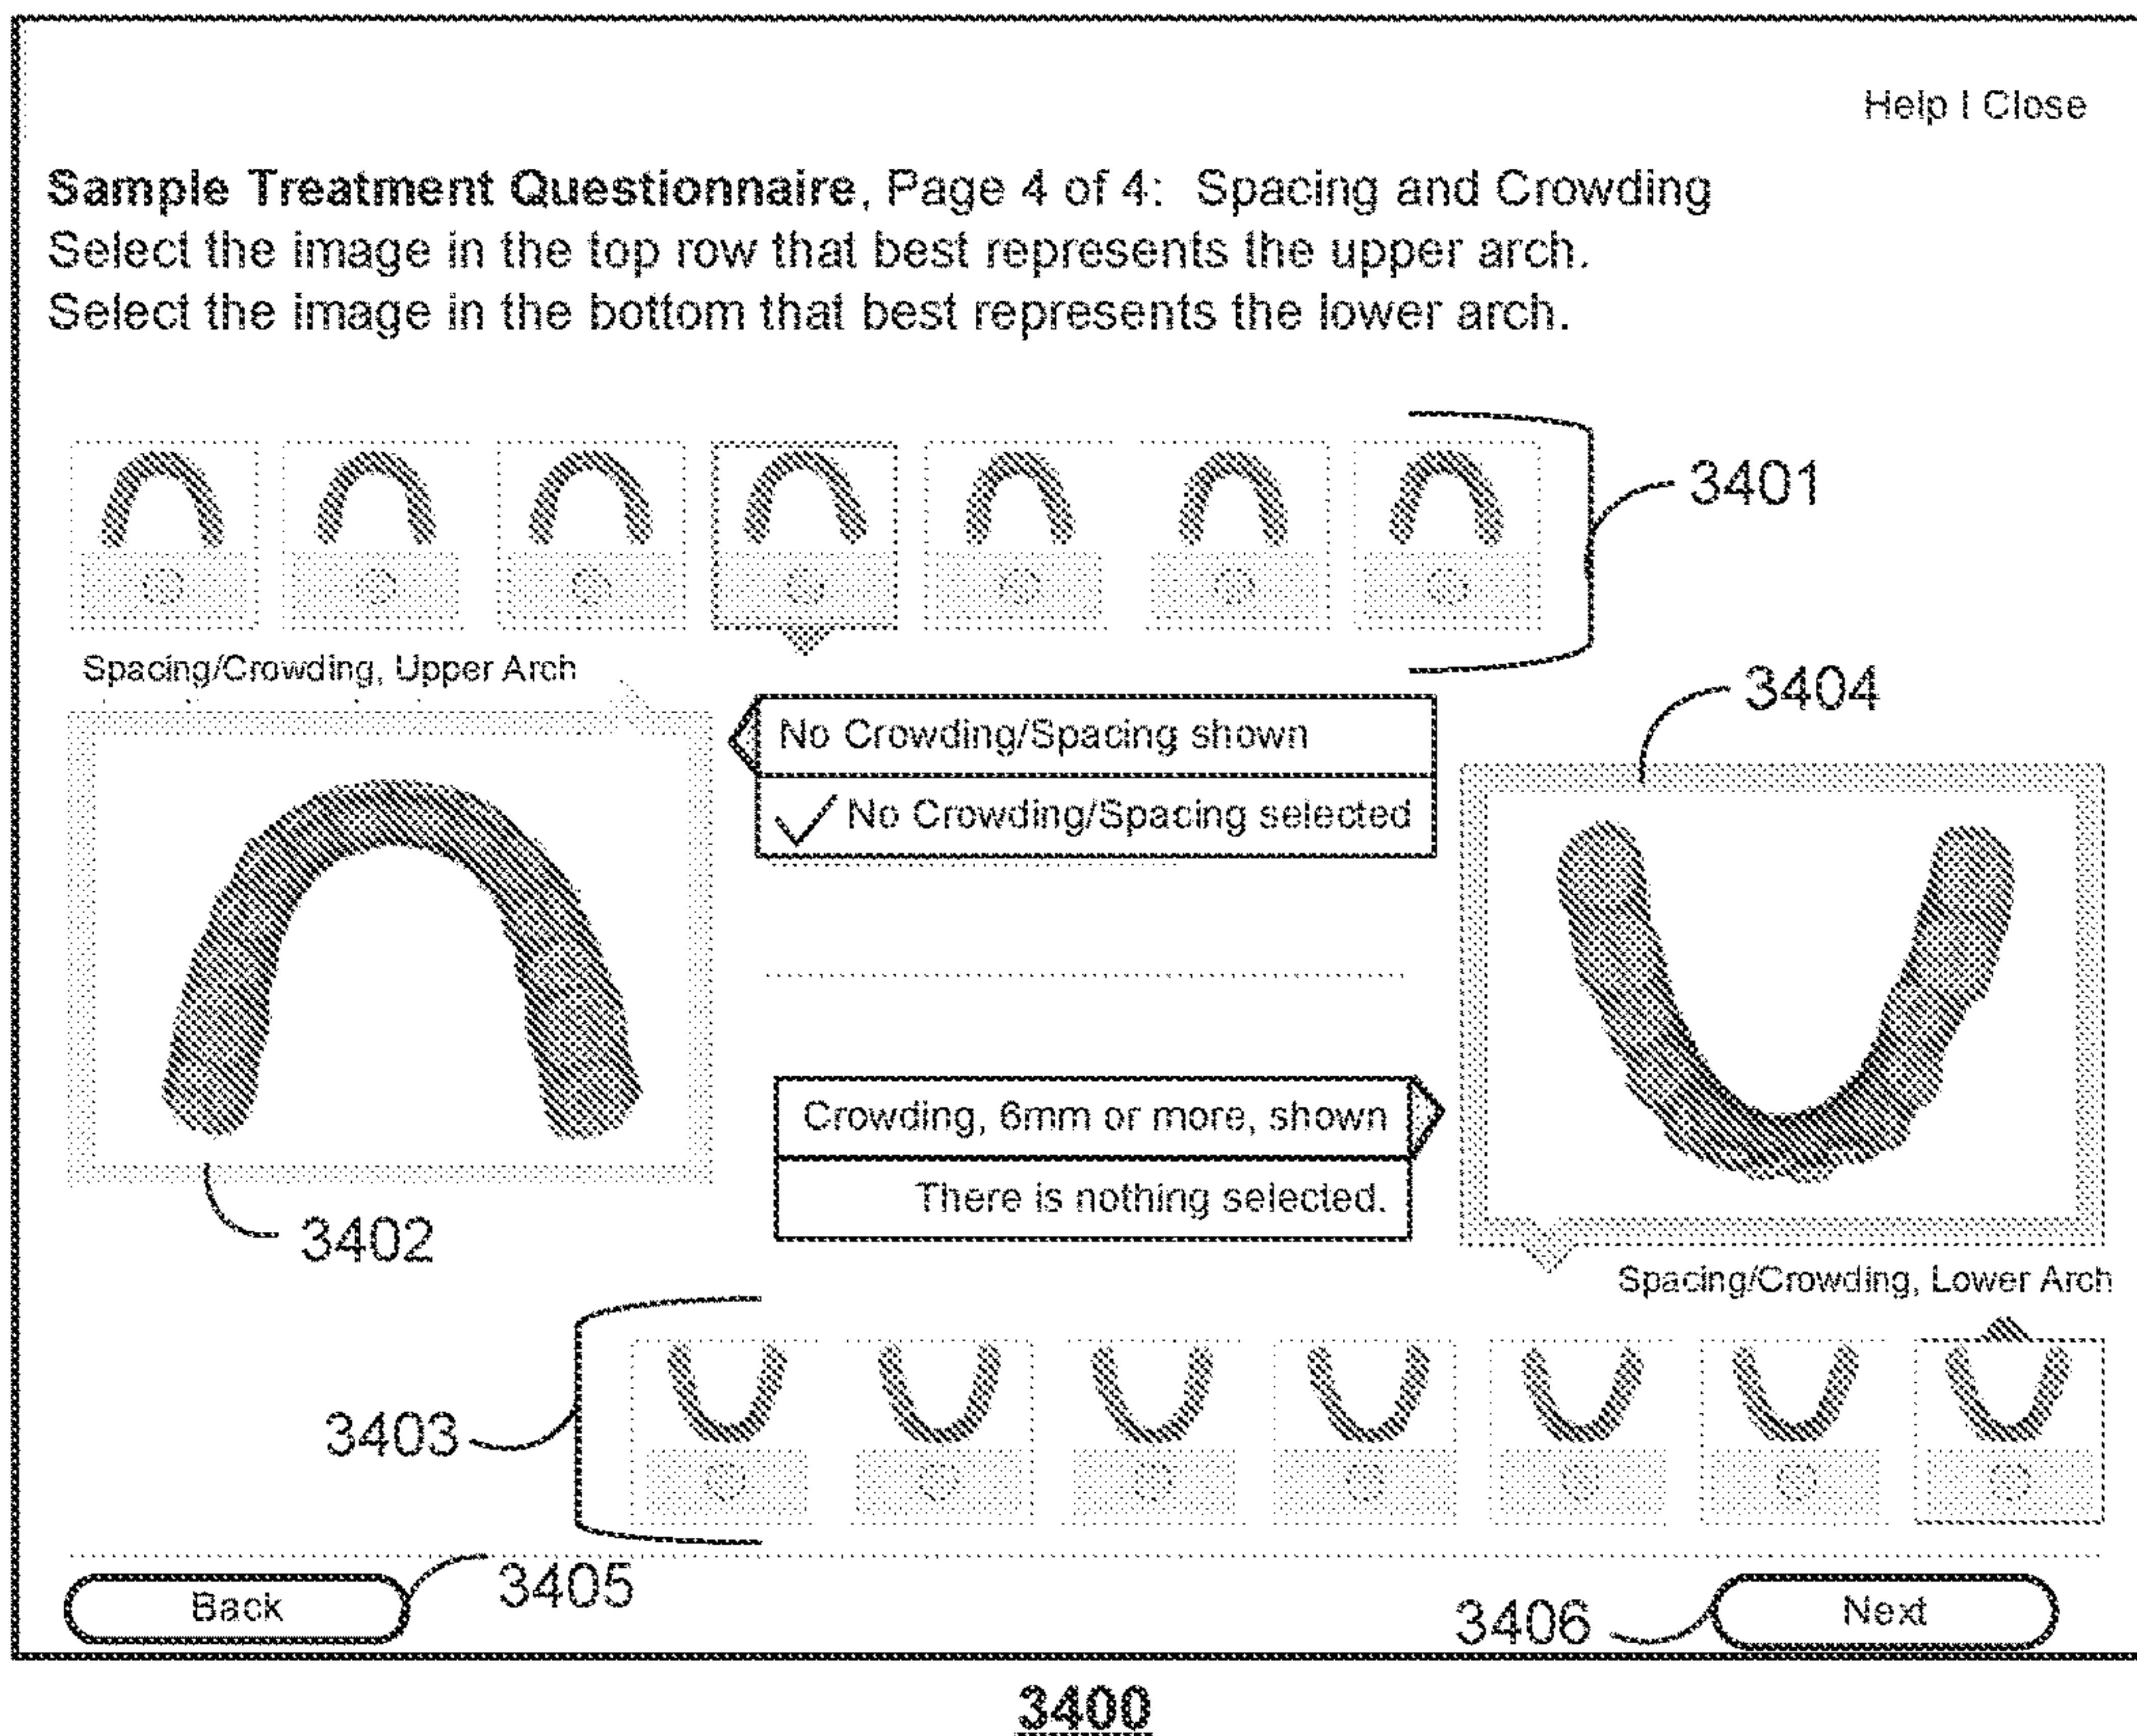 Help | Close
Sample Treatment Questionnaire, Page 4 of 4: Spacing and Crowding
Select the image in the top row that best represents the upper arch.
Select the image in the bottom that best represents the lower arch.
3401
Spacing/Crowding, Upper Arch
3404
No Crowding/Spacing shown
No Crowding/Spacing selected
Crowding, 6mm or more, shown
There is nothing selected.
3402
Spacing/Crowding, Lower Arch
3403
3405
Back
3406
Next
3400